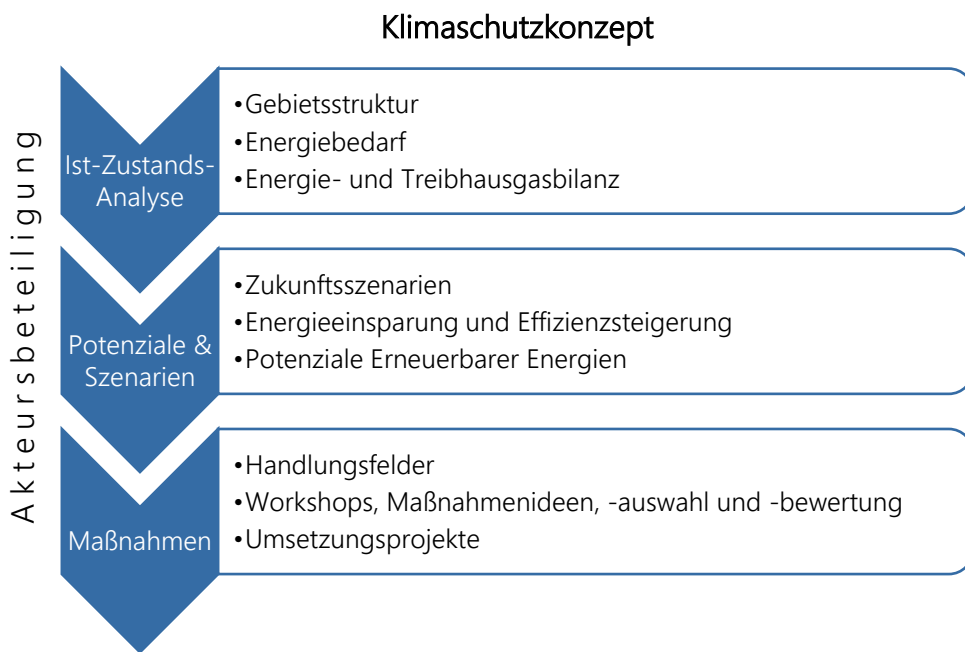 Klimaschutzkonzept
Akteursbeteiligung
Ist-Zustands-
Analyse
•Gebietsstruktur
•Energiebedarf
•Energie- und Treibhausgasbilanz
Potenziale &
Szenarien
•Zukunftsszenarien
•Energieeinsparung und Effizienzsteigerung
•Potenziale Erneuerbarer Energien
Maßnahmen
•Handlungsfelder
•Workshops, Maßnahmenideen, -auswahl und -bewertung
•Umsetzungsprojekte